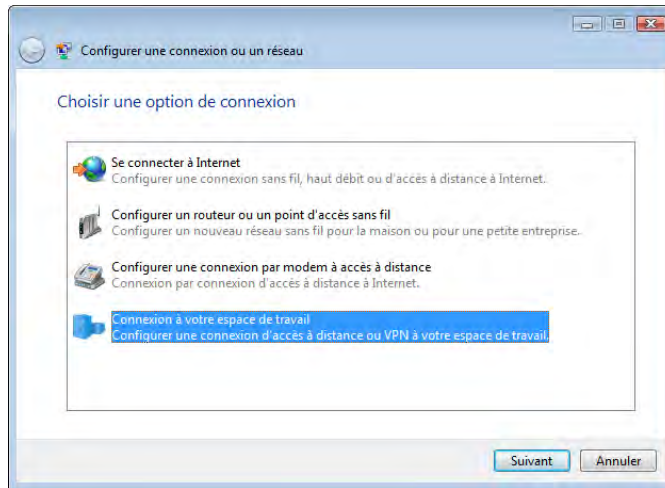 Configurer une connexion ou un réseau
Choisir une option de connexion
Se connecter à Internet
Configurer une connexion sans fil, haut débit ou d'accès à distance à Internet.
Configurer un routeur ou un point d'accès sans fil
Configurer un nouveau réseau sans fil pour la maison ou pour une petite entreprise.
Configurer une connexion par modem à accès à distance
Connexion par connexion d'accès à distance à Internet.
Connexion à votre espace de travail
Configurer une connexion d'accès à distance ou VPN à votre espace de travail.
Suivant Annuler